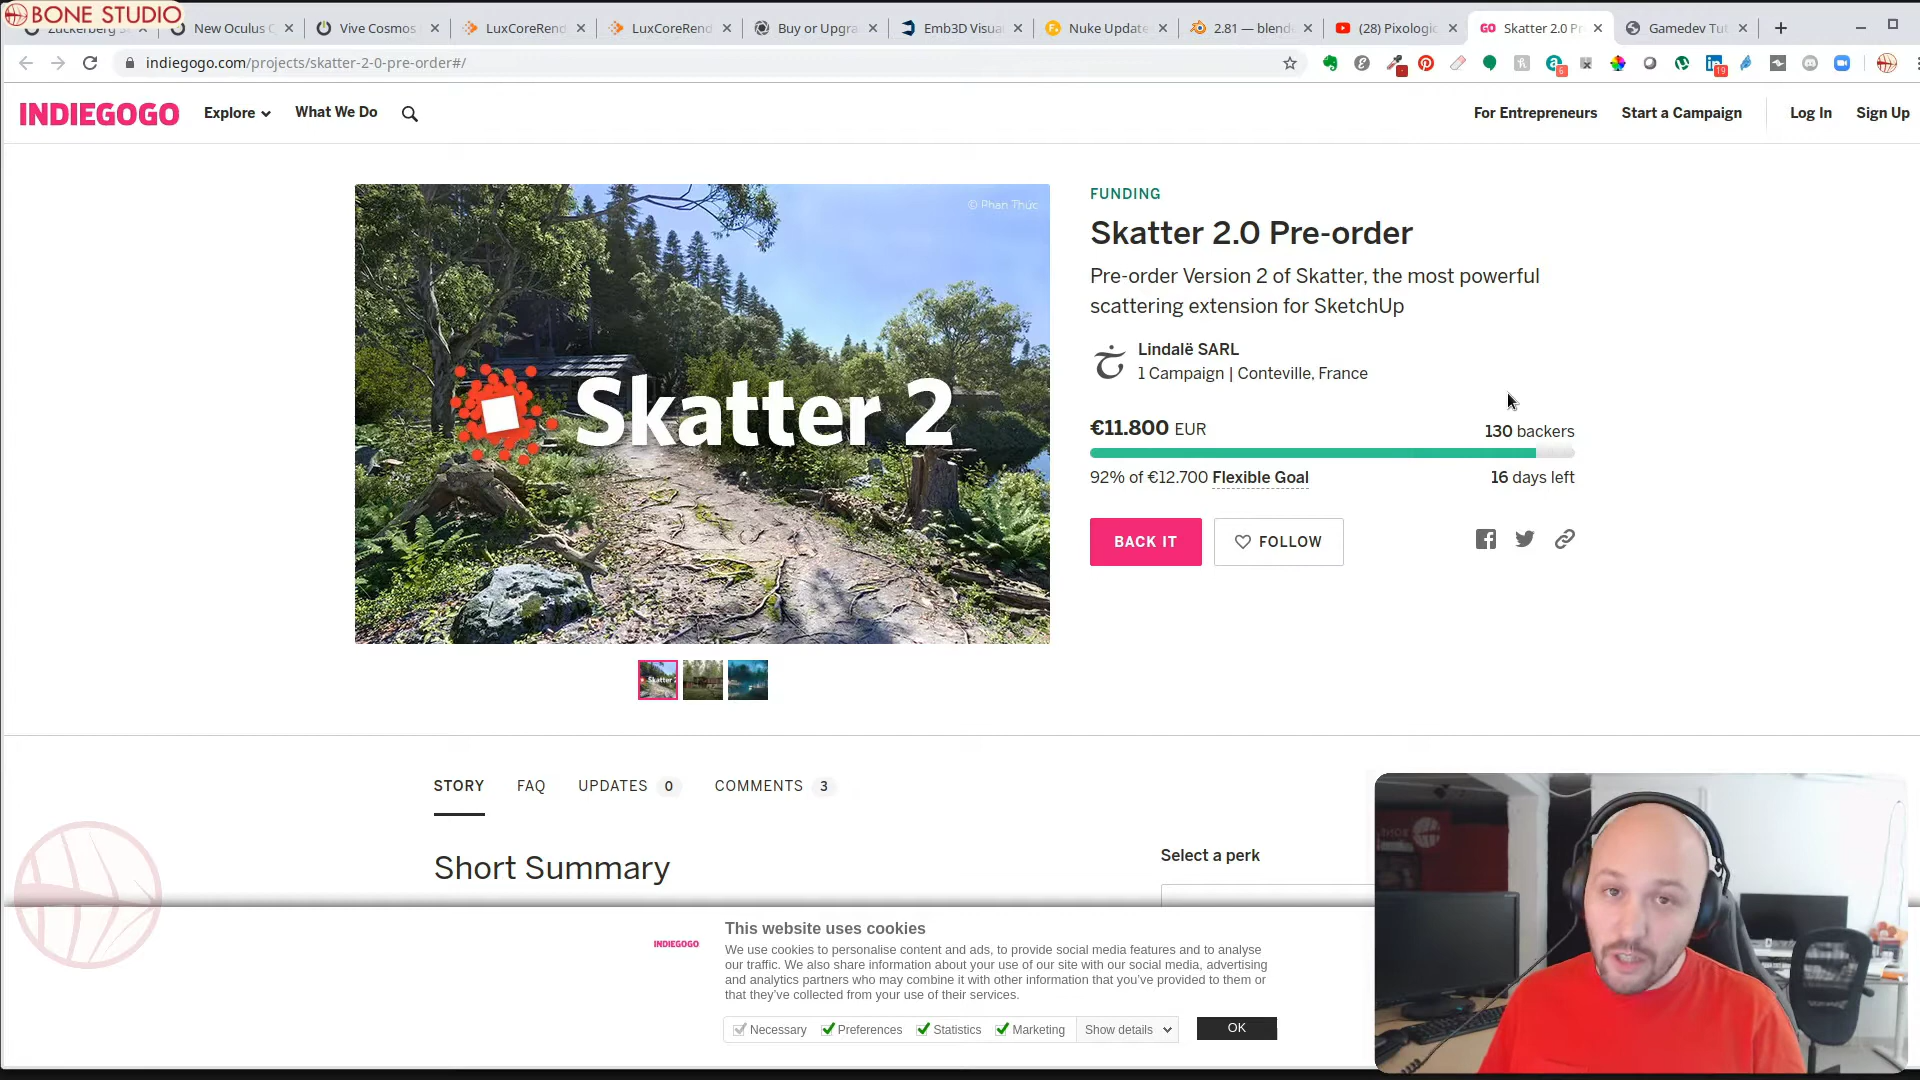 BONE STUDIO
Zuckerberg S
New Oculus C
Vive Cosmos
LuxCoreRend
LuxCoreRend
Buy or Upgra
Emb3D Visua
Nuke Update
2.81 — blend
(28) Pixologic
GO Skatter 2.0 Pr
Gamedev Tut
indiegogo.com/projects/skatter-2-0-pre-order#/
6
19
INDIEGOGO
Explore
What We Do
For Entrepreneurs
Start a Campaign
Log In
Sign Up
© Phan Thức
Skatter 2
FUNDING
Skatter 2.0 Pre-order
Pre-order Version 2 of Skatter, the most powerful
scattering extension for SketchUp
Lindalë SARL
1 Campaign | Conteville, France
€11.800 EUR
130 backers
92% of €12.700 Flexible Goal
16 days left
BACK IT
FOLLOW
STORY
FAQ
UPDATES 0
COMMENTS 3
Short Summary
Select a perk
INDIEGOGO
This website uses cookies
We use cookies to personalise content and ads, to provide social media features and to analyse
our traffic. We also share information about your use of our site with our social media, advertising
and analytics partners who may combine it with other information that you've provided to them or
that they've collected from your use of their services.
Necessary
Preferences
Statistics
Marketing
Show details
OK